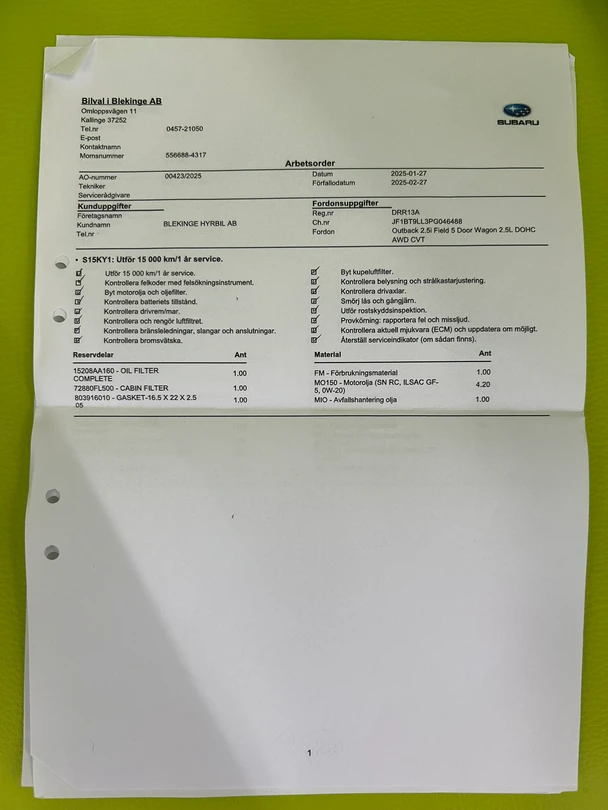 Bilval i Blekinge AB
Omloppsvägen 11
Kallinge 37252
Tel.nr 0457-21050
E-post
Kontaktnamn
Momsnummer 556688-4317
SUBARU
Arbetsorder
AO-nummer 00423/2025 Datum 2025-01-27
Tekniker Förfallodatum 2025-02-27
Servicerådgivare
Kunduppgifter Fordonsuppgifter
Företagsnamn Reg.nr DRR13A
Kundnamn BLEKINGE HYRBIL AB Ch.nr JF1BT9LL3PG046488
Tel.nr Fordon Outback 2.5i Field 5 Door Wagon 2.5L DOHC
AWD CVT
• S15KY1: Utför 15 000 km/1 år service.
Utför 15 000 km/1 år service. Byt kupeluftfilter.
Kontrollera felkoder med felsökningsinstrument. Kontrollera belysning och strålkastarjustering.
Byt motorolja och oljefilter. Kontrollera drivaxlar.
Kontrollera batteriets tillstånd. Smörj lås och gångjärn.
Kontrollera drivrem/mar. Utför rostskyddsinspektion.
Kontrollera och rengör luftfiltret. Provkörning: rapportera fel och missljud.
Kontrollera bränsleledningar, slangar och anslutningar. Kontrollera aktuell mjukvara (ECM) och uppdatera om möjligt.
Kontrollera bromsvätska. Återställ serviceindikator (om sådan finns).
Reservdelar Ant Material Ant
15208AA160 - OIL FILTER
COMPLETE 1.00 FM - Förbrukningsmaterial 1.00
72880FL500 - CABIN FILTER 1.00 MO150 - Motorolja (SN RC, ILSAC GF-
5, 0W-20) 4.20
803916010 - GASKET-16.5 X 22 X 2.5
05 1.00 MIO - Avfallshantering olja 1.00
1